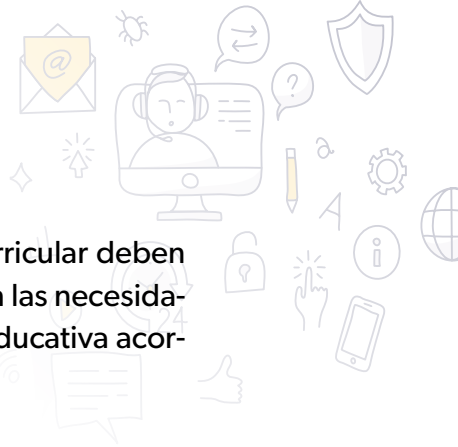 rricular deben
las necesida-
ducativa acor-